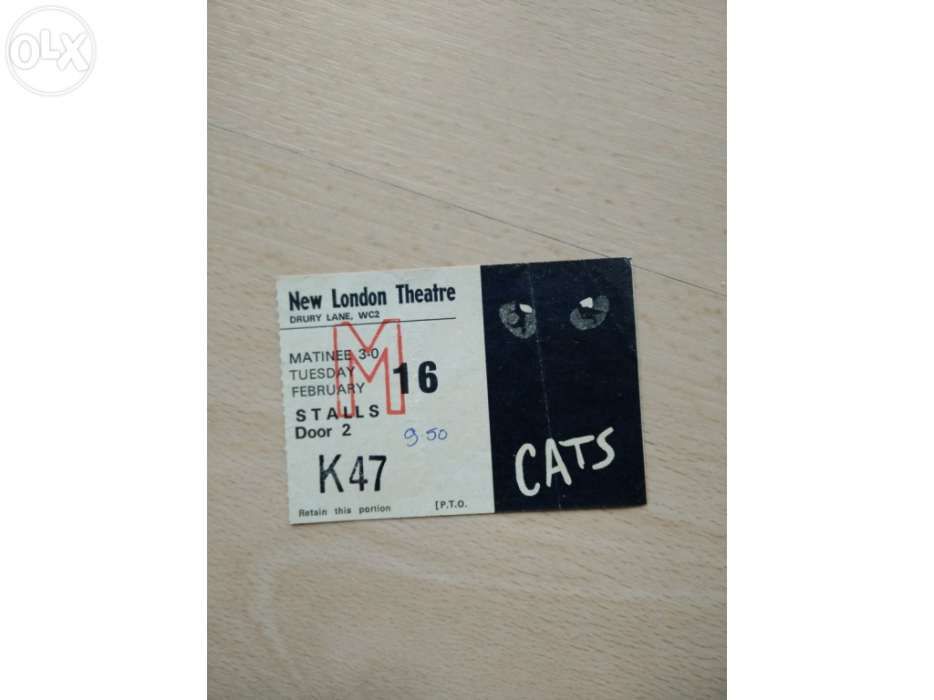 OLX
New London Theatre
DRURY LANE, WC2
M
MATINEE 3-0
TUESDAY
FEBRUARY 16
STALLS
Door 2
9.50
K47
Retain this portion [P.T.O.
CATS